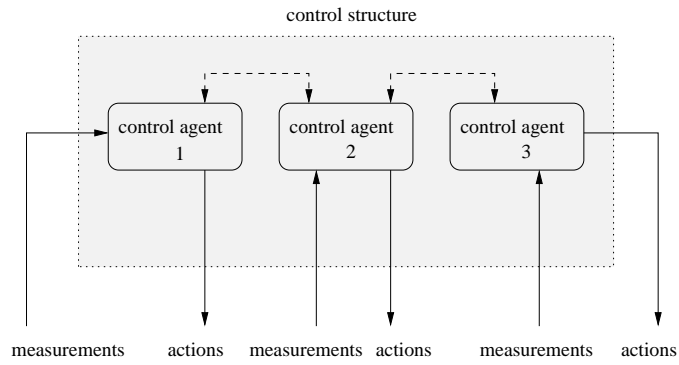 control structure
control agent
1
control agent
2
control agent
3
measurements
actions
measurements
actions
measurements
actions